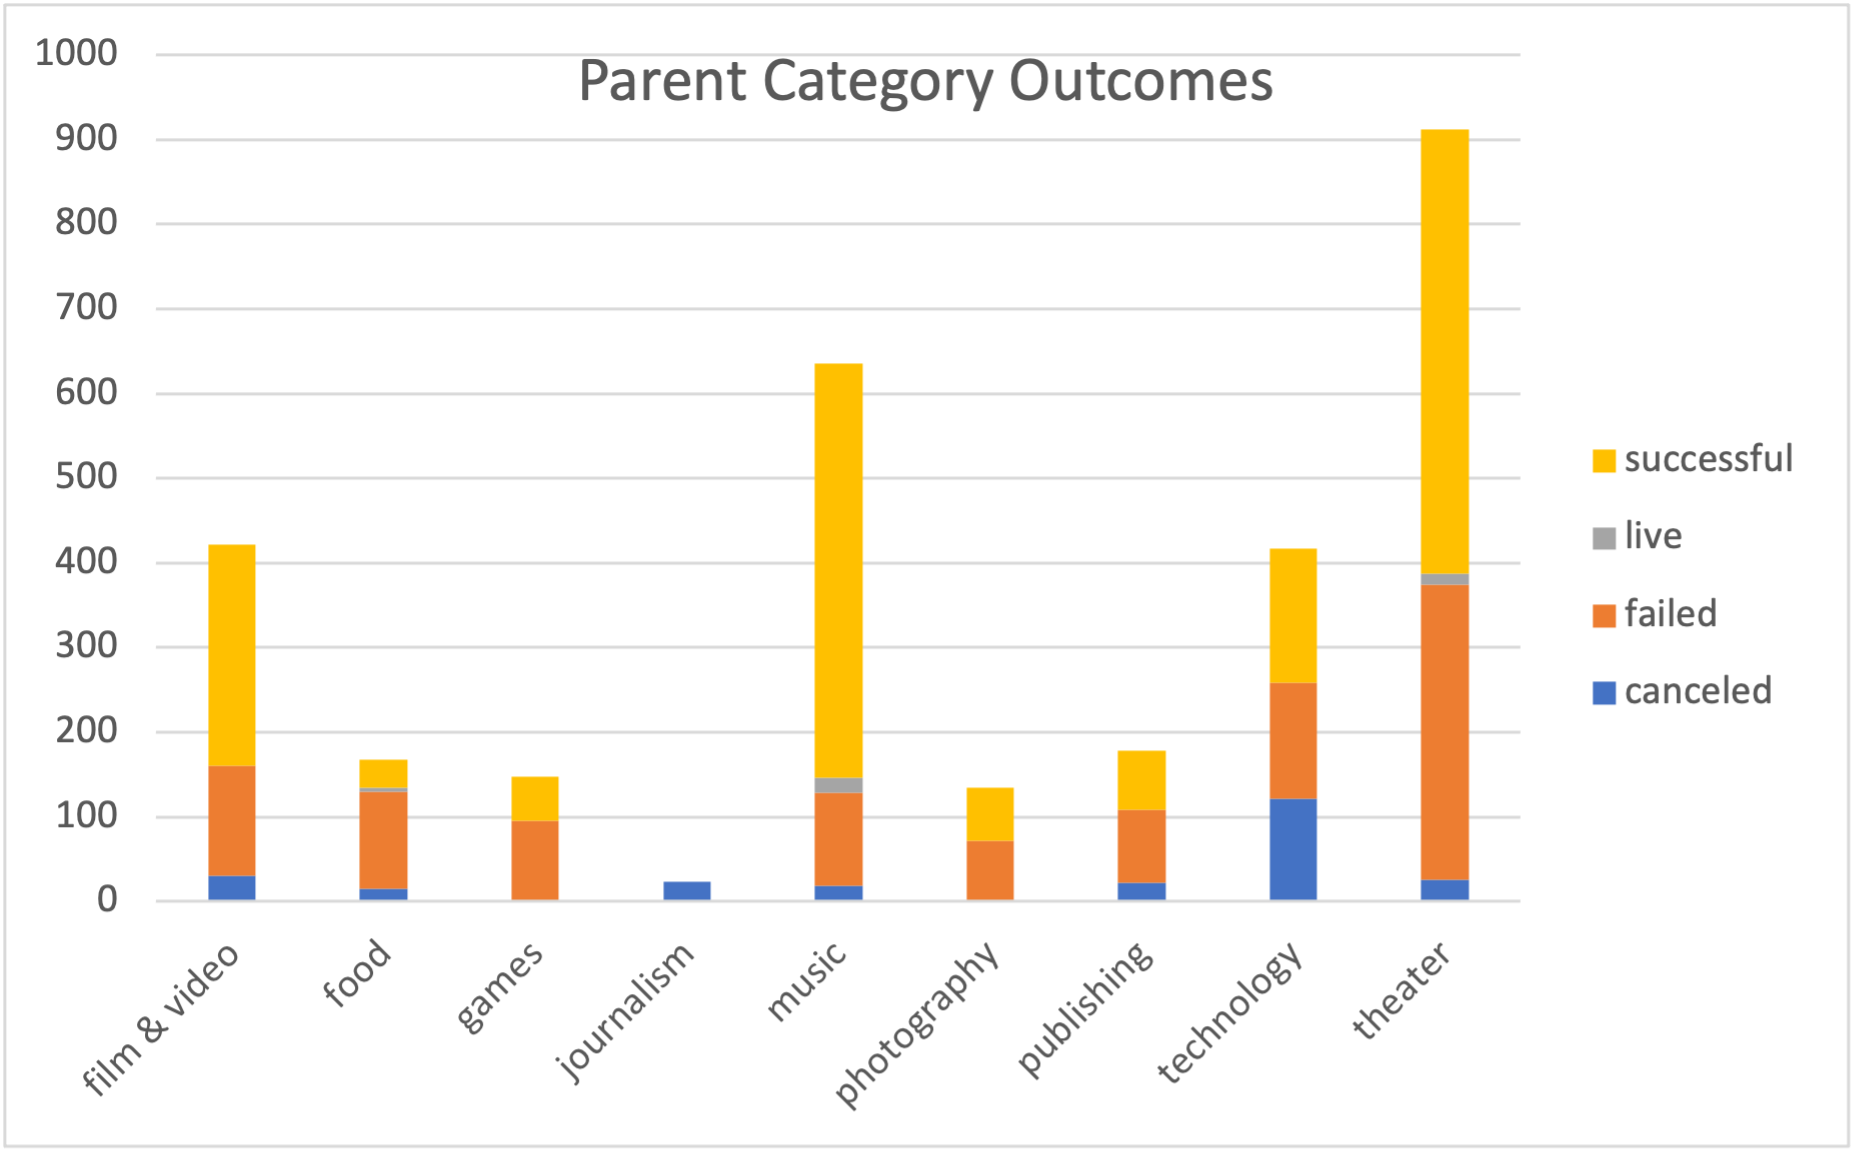 Parent Category Outcomes
1000
900
800
700
600
500
400
300
200
100
0
film & video
food
games
journalism
music
photography
publishing
technology
theater
successful
live
failed
canceled